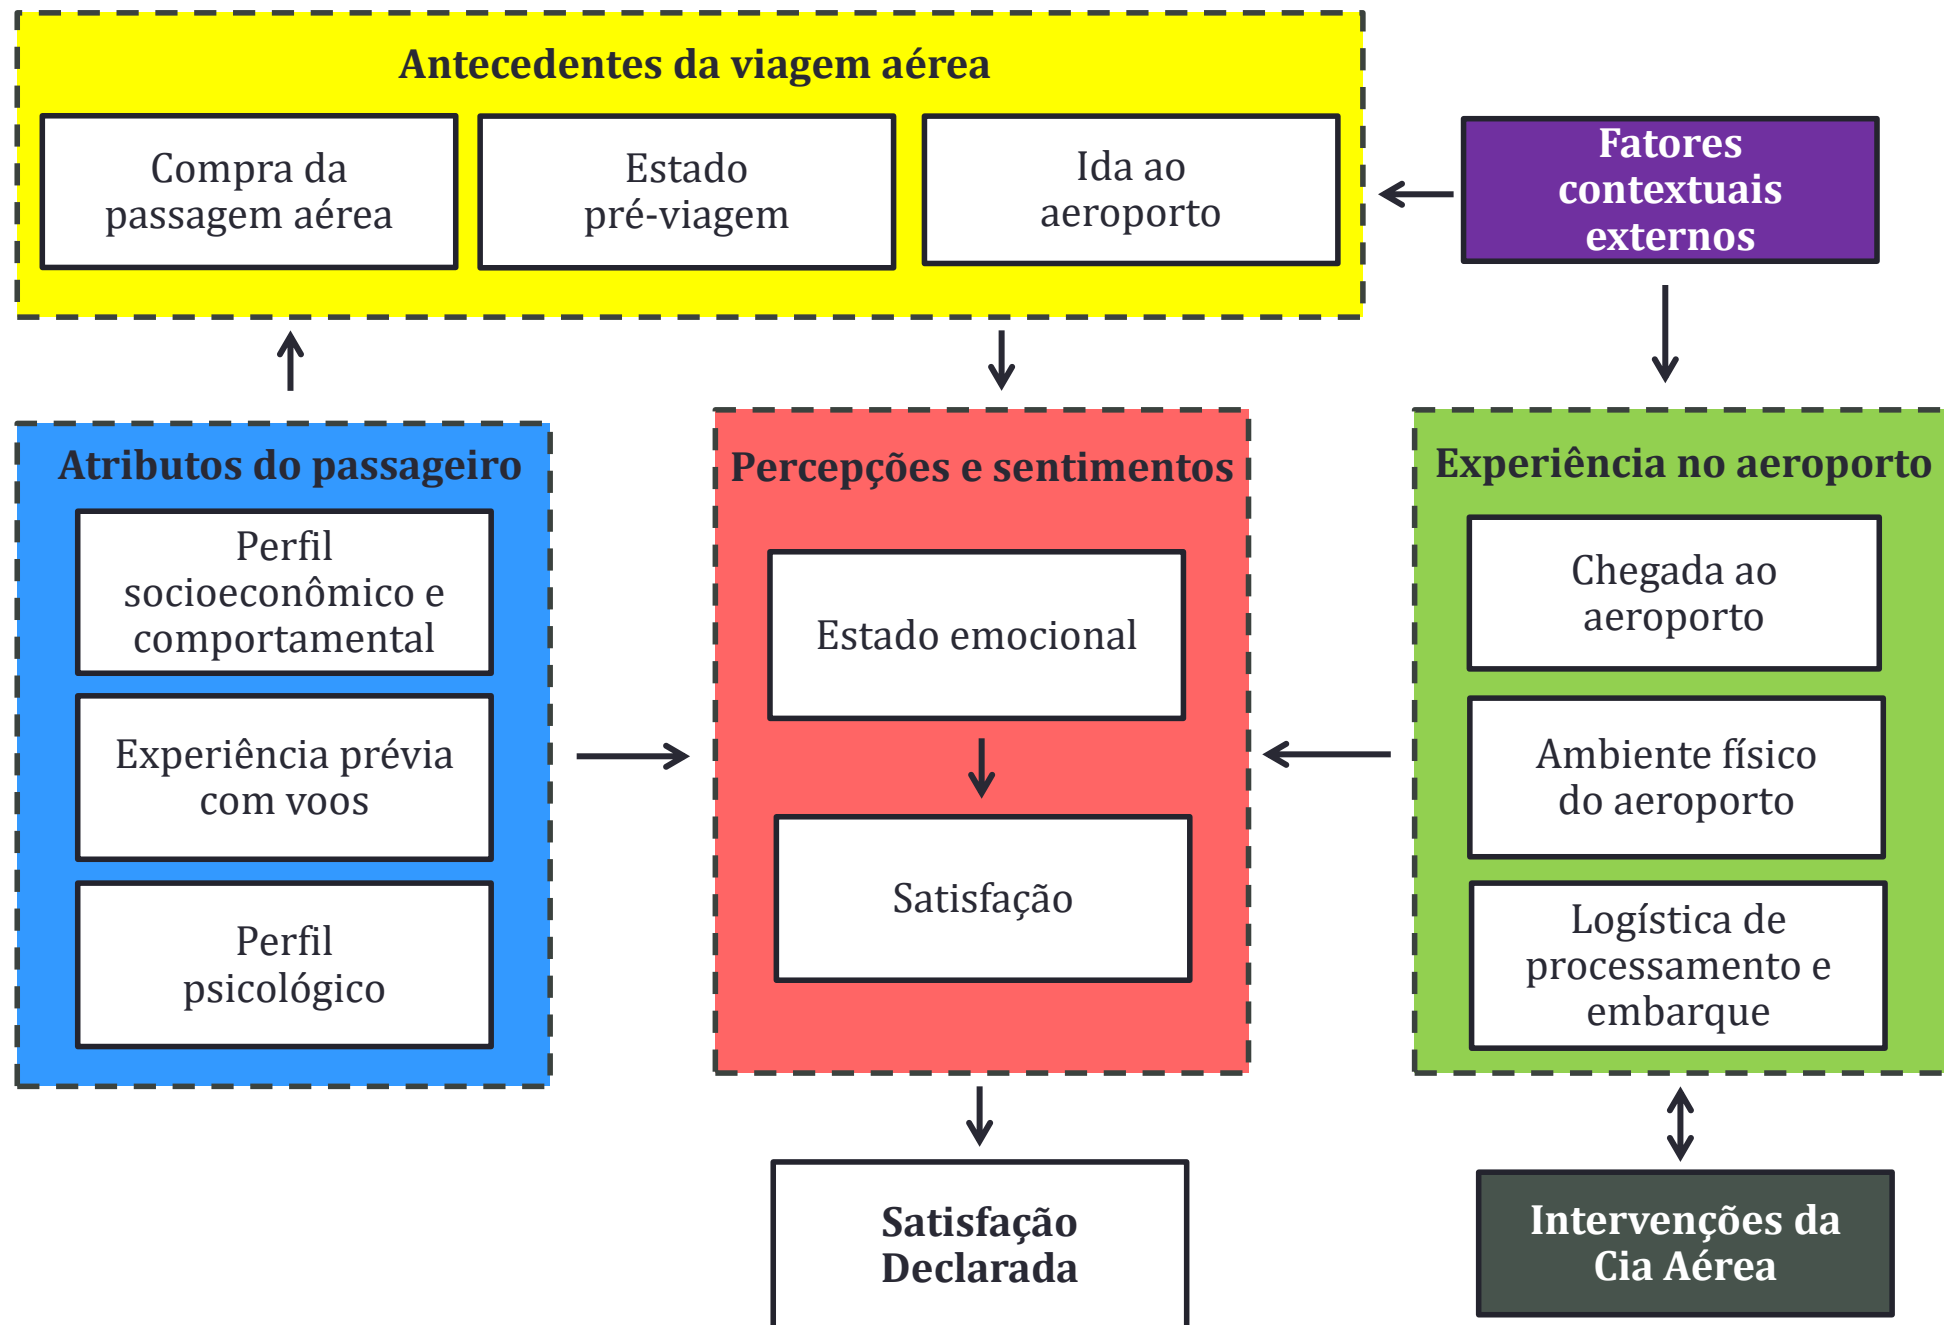 Antecedentes da viagem aérea
Compra da
passagem aérea
Estado
pré-viagem
Ida ao
aeroporto
Fatores
contextuais
externos
Atributos do passageiro
Perfil
socioeconômico e
comportamental
Experiência prévia
com voos
Perfil
psicológico
Percepções e sentimentos
Estado emocional
Satisfação
Experiência no aeroporto
Chegada ao
aeroporto
Ambiente físico
do aeroporto
Logística de
processamento e
embarque
Satisfação
Declarada
Intervenções da
Cia Aérea